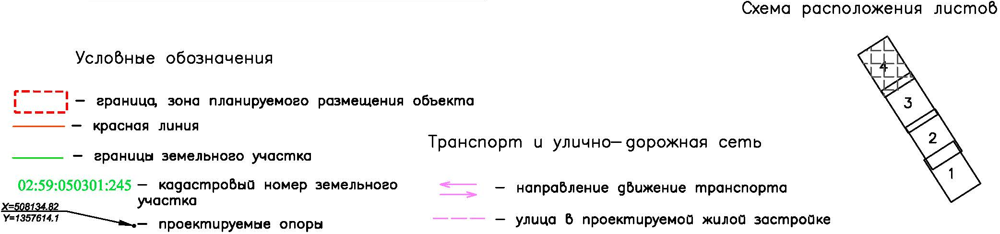 Схема расположения листов
Условные обозначения
– граница, зона планируемого размещения объекта
– красная линия
– границы земельного участка
02:59:050301:245 – кадастровый номер земельного
участка
X=508134.82
Y=1357614.1
– проектируемые опоры
Транспорт и улично–дорожная сеть
– направление движение транспорта
– улица в проектируемой жилой застройке
4
3
2
1